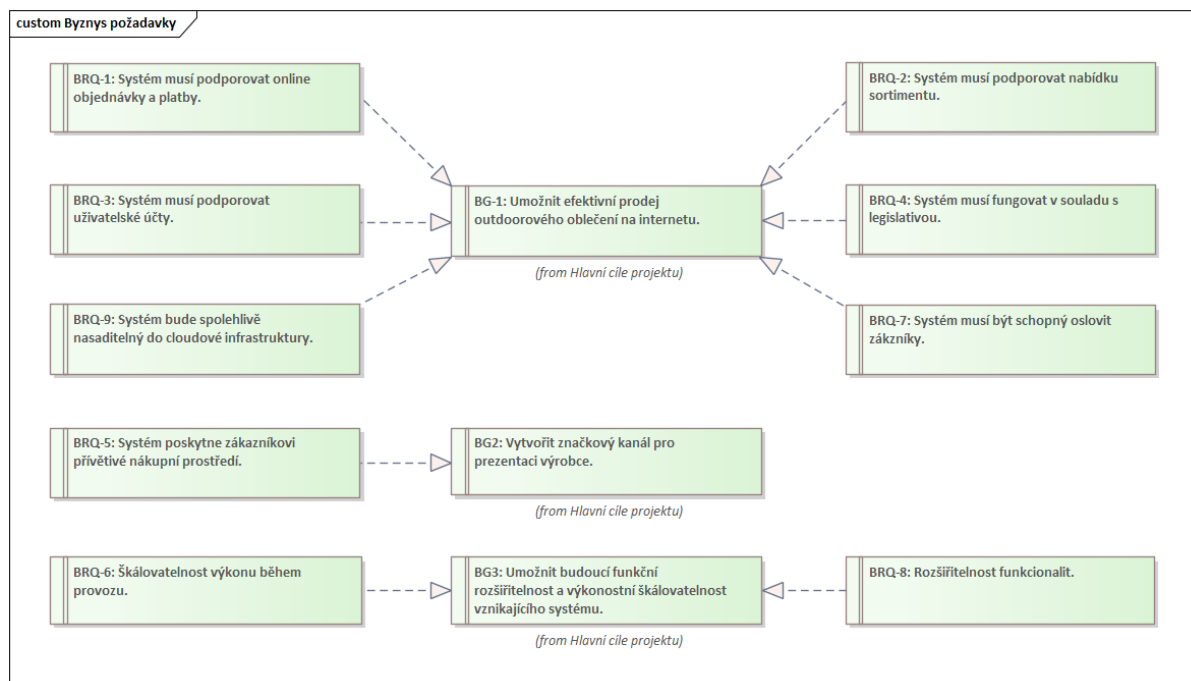 custom Byznys požadavky
BRQ-1: Systém musí podporovat online
objednávky a platby.
BRQ-2: Systém musí podporovat nabídku
sortimentu.
BRQ-3: Systém musí podporovat
uživatelské účty.
BG-1: Umožnit efektivní prodej
outdoorového oblečení na internetu.
(from Hlavní cíle projektu)
BRQ-4: Systém musí fungovat v souladu s
legislativou.
BRQ-9: Systém bude spolehlivě
nasaditelný do cloudové infrastruktury.
BRQ-7: Systém musí být schopný oslovit
zákzníky.
BRQ-5: Systém poskytne zákazníkovi
přívětivé nákupní prostředí.
BG2: Vytvořit značkový kanál pro
prezentaci výrobce.
(from Hlavní cíle projektu)
BRQ-6: Škálovatelnost výkonu během
provozu.
BG3: Umožnit budoucí funkční
rozšiřitelnost a výkonostní škálovatelnost
vznikajícího systému.
(from Hlavní cíle projektu)
BRQ-8: Rozšiřitelnost funkcionalit.